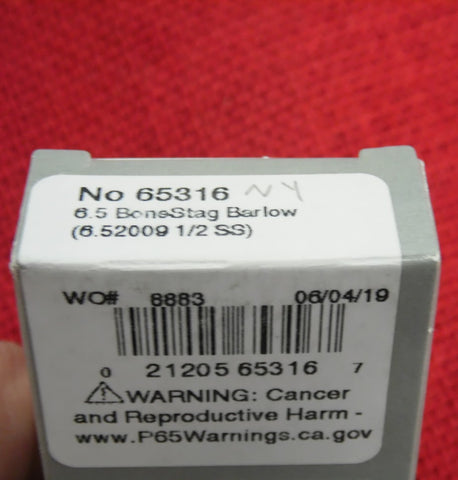 No 65316 NY
6.5 BoneStag Barlow
(6.52009 1/2 SS)
WO# 8883 06/04/19
0 21205 65316 7
WARNING: Cancer
and Reproductive Harm -
www.P65Warnings.ca.gov